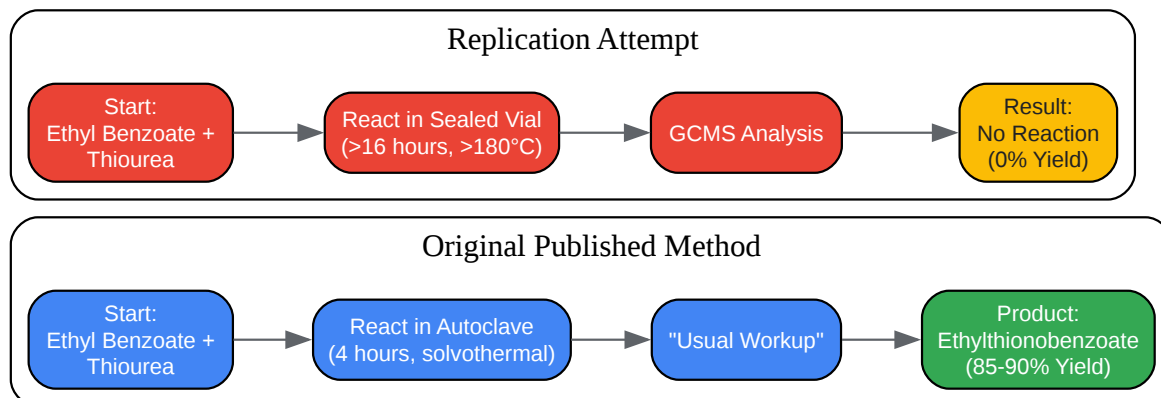 Replication Attempt
Start:
Ethyl Benzoate +
Thiourea
React in Sealed Vial
(>16 hours, >180°C)
GCMS Analysis
Result:
No Reaction
(0% Yield)
Original Published Method
Start:
Ethyl Benzoate +
Thiourea
React in Autoclave
(4 hours, solvothermal)
"Usual Workup"
Product:
Ethylthionobenzoate
(85-90% Yield)